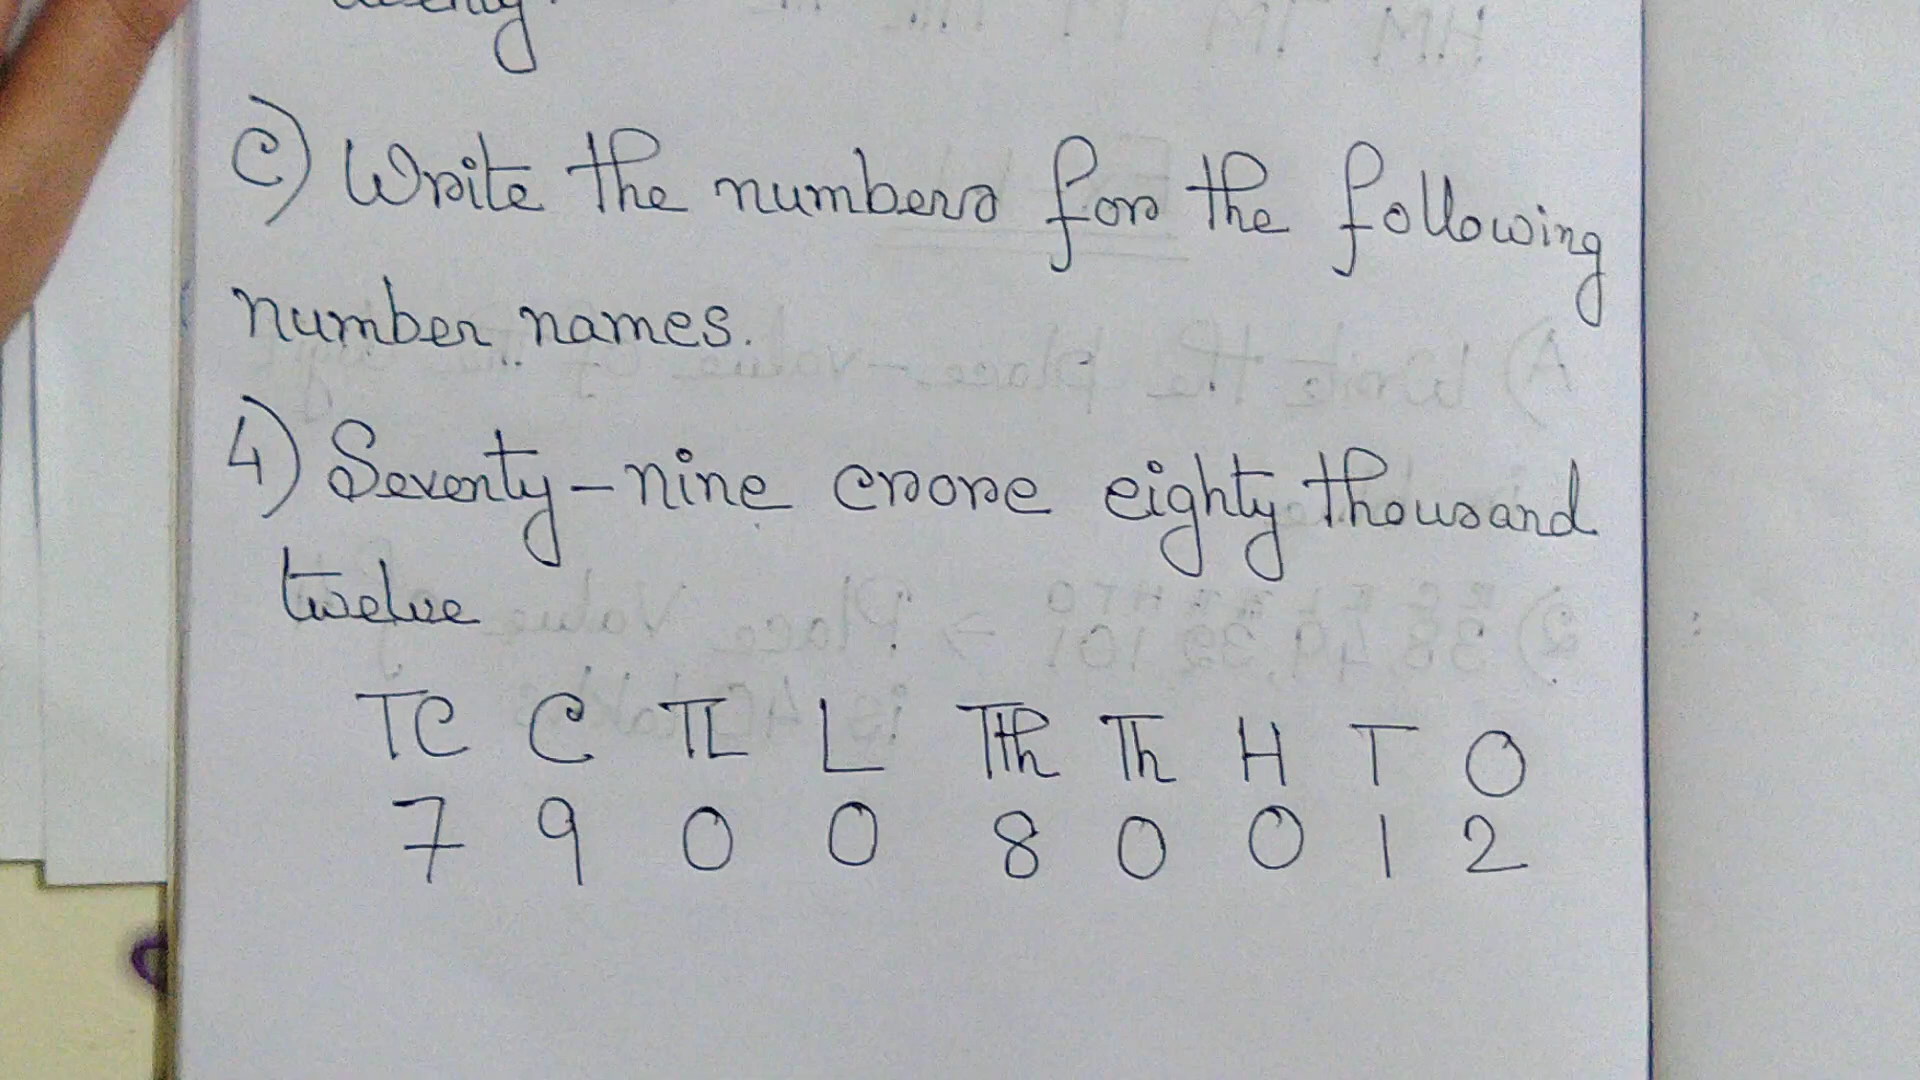 C) Write the numbers for the following
number names.
4) Seventy-nine crore eighty thousand
twelve
TC C TL L TTh Th H T O
7 9 0 0 8 0 0 1 2